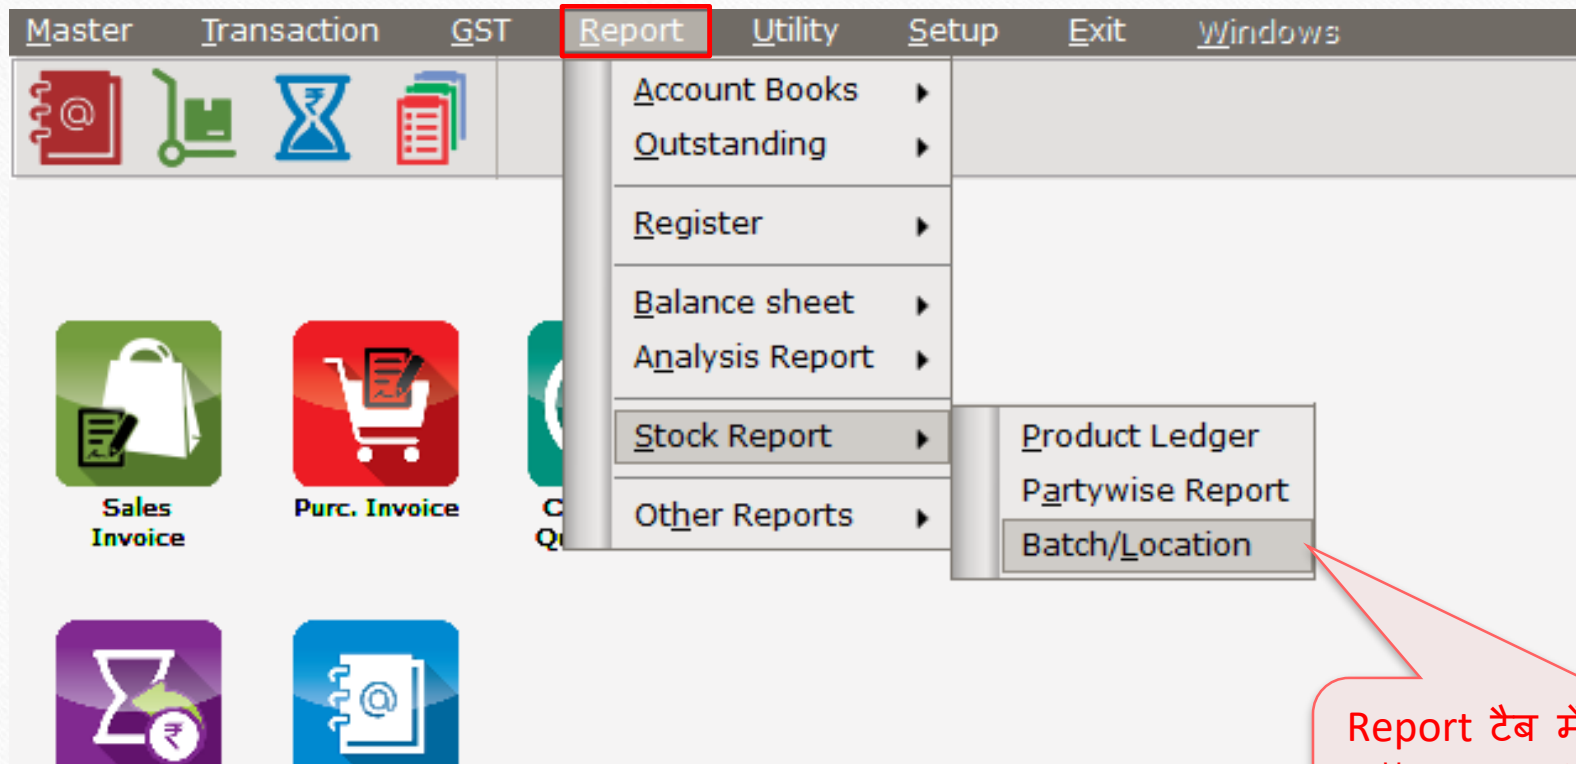 Master Transaction GST Report Utility Setup Exit Windows
Account Books
Outstanding
Register
Balance sheet
Analysis Report
Stock Report
Other Reports
Product Ledger
Partywise Report
Batch/Location
Sales
Invoice
Purc. Invoice
Report टैब में